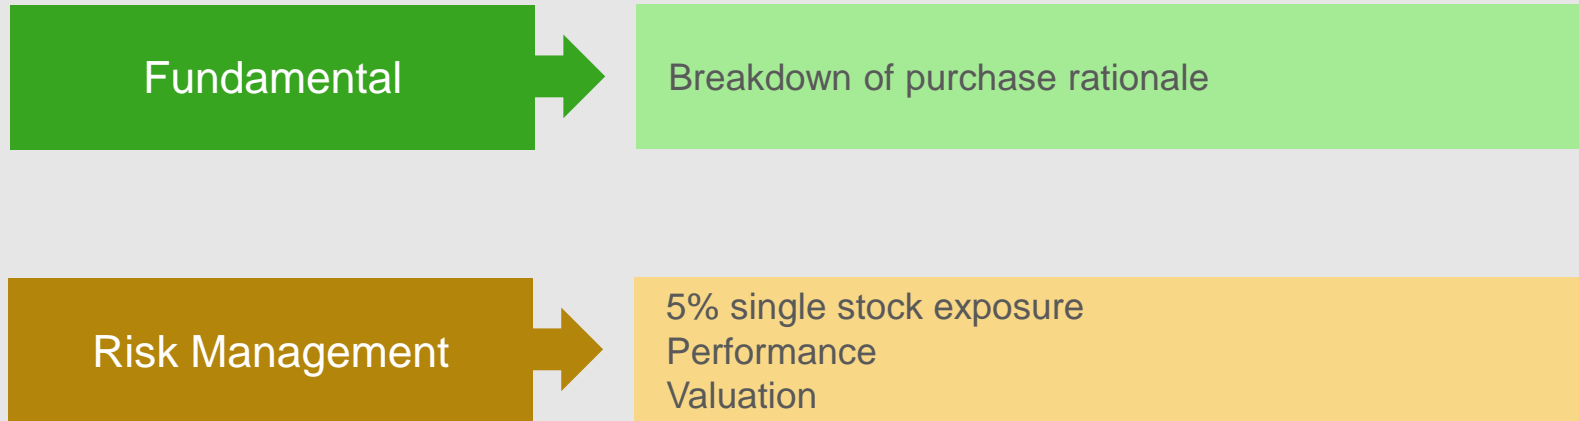 Fundamental
Breakdown of purchase rationale
Risk Management
5% single stock exposure
Performance
Valuation